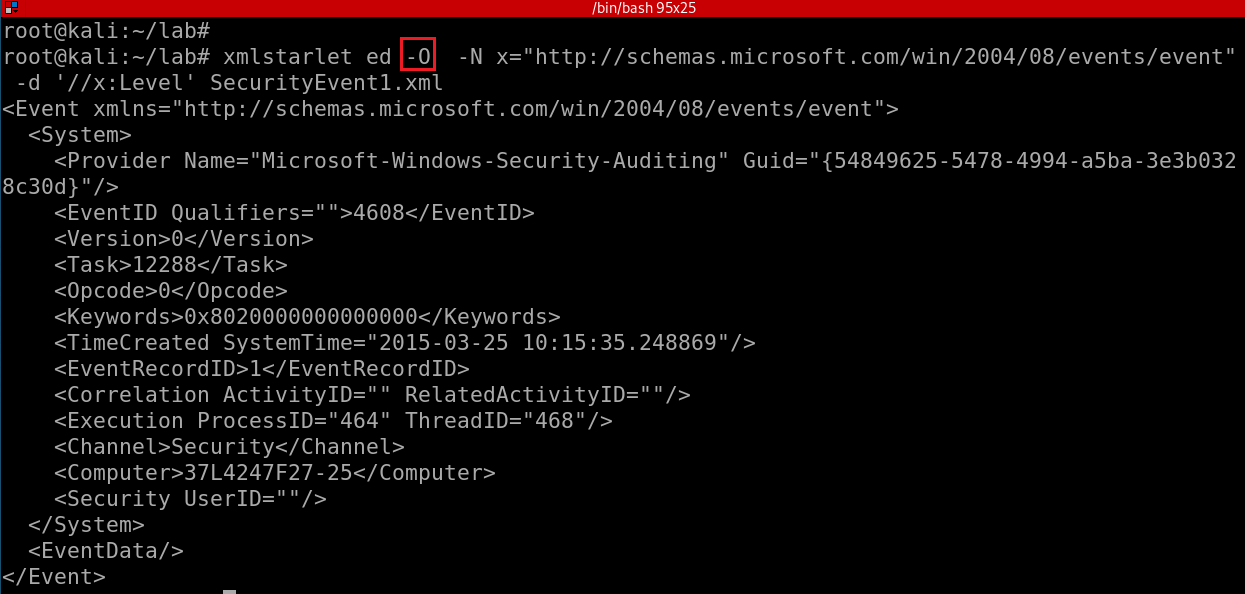 /bin/bash 95x25
root@kali:~/lab#
root@kali:~/lab# xmlstarlet ed -O  -N x="http://schemas.microsoft.com/win/2004/08/events/event"
 -d '//x:Level' SecurityEvent1.xml
<Event xmlns="http://schemas.microsoft.com/win/2004/08/events/event">
  <System>
    <Provider Name="Microsoft-Windows-Security-Auditing" Guid="{54849625-5478-4994-a5ba-3e3b032
8c30d}"/>
    <EventID Qualifiers="">4608</EventID>
    <Version>0</Version>
    <Task>12288</Task>
    <Opcode>0</Opcode>
    <Keywords>0x8020000000000000</Keywords>
    <TimeCreated SystemTime="2015-03-25 10:15:35.248869"/>
    <EventRecordID>1</EventRecordID>
    <Correlation ActivityID="" RelatedActivityID=""/>
    <Execution ProcessID="464" ThreadID="468"/>
    <Channel>Security</Channel>
    <Computer>37L4247F27-25</Computer>
    <Security UserID=""/>
  </System>
  <EventData/>
</Event>